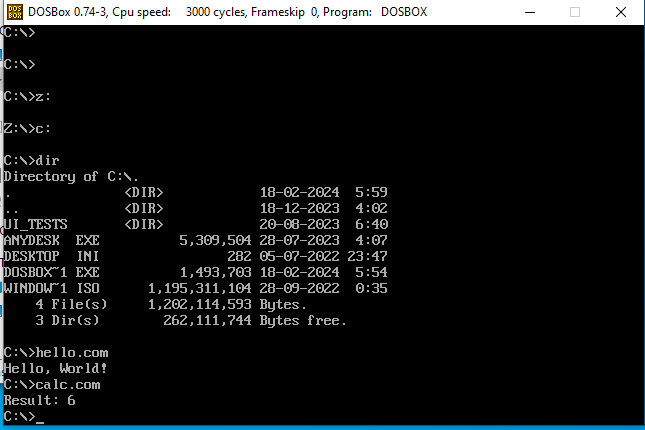 DOSBox 0.74-3, Cpu speed: 3000 cycles, Frameskip 0, Program: DOSBOX
C:\>
C:\>
C:\>z:
Z:\>c:
C:\>dir
Directory of C:\.
. <DIR> 18-02-2024 5:59
.. <DIR> 18-12-2023 4:02
UI_TESTS <DIR> 20-08-2023 6:40
ANYDESK EXE 5,309,504 28-07-2023 4:07
DESKTOP INI 282 05-07-2022 23:47
DOSBOX~1 EXE 1,493,703 18-02-2024 5:54
WINDOW~1 ISO 1,195,311,104 28-09-2022 0:35
4 File(s) 1,202,114,593 Bytes.
3 Dir(s) 262,111,744 Bytes free.
C:\>hello.com
Hello, World!
C:\>calc.com
Result: 6
C:\>_